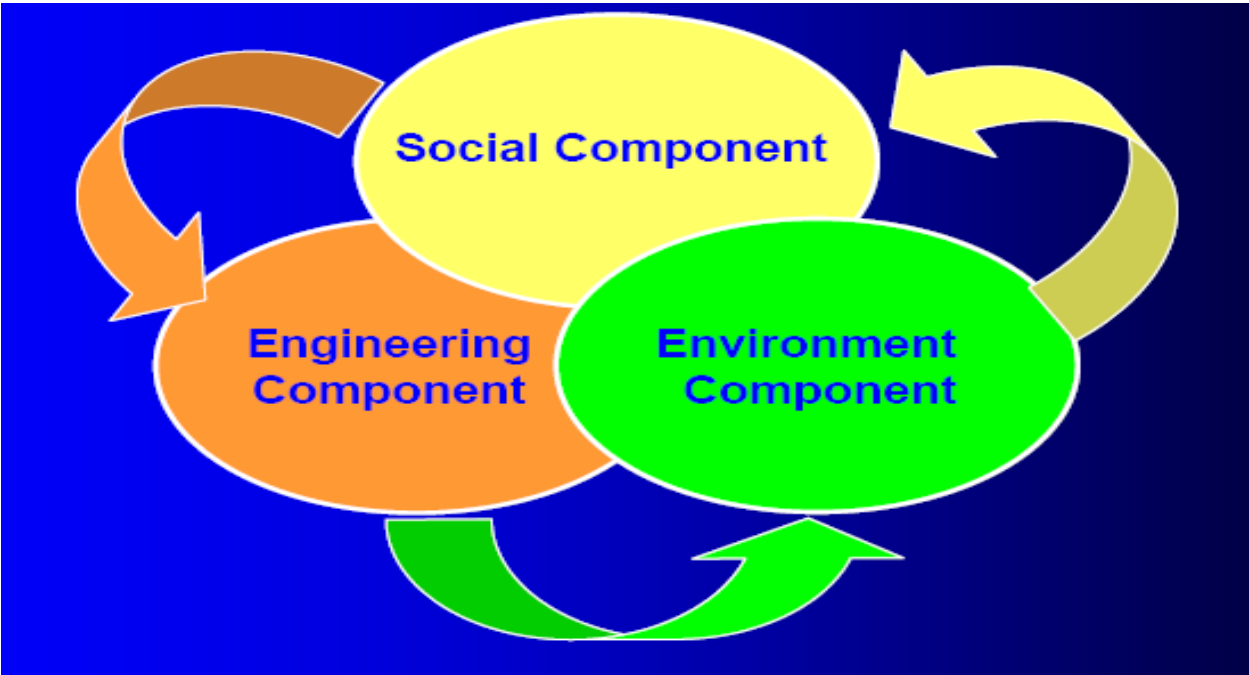 Social Component
Engineering
Component
Environment
Component